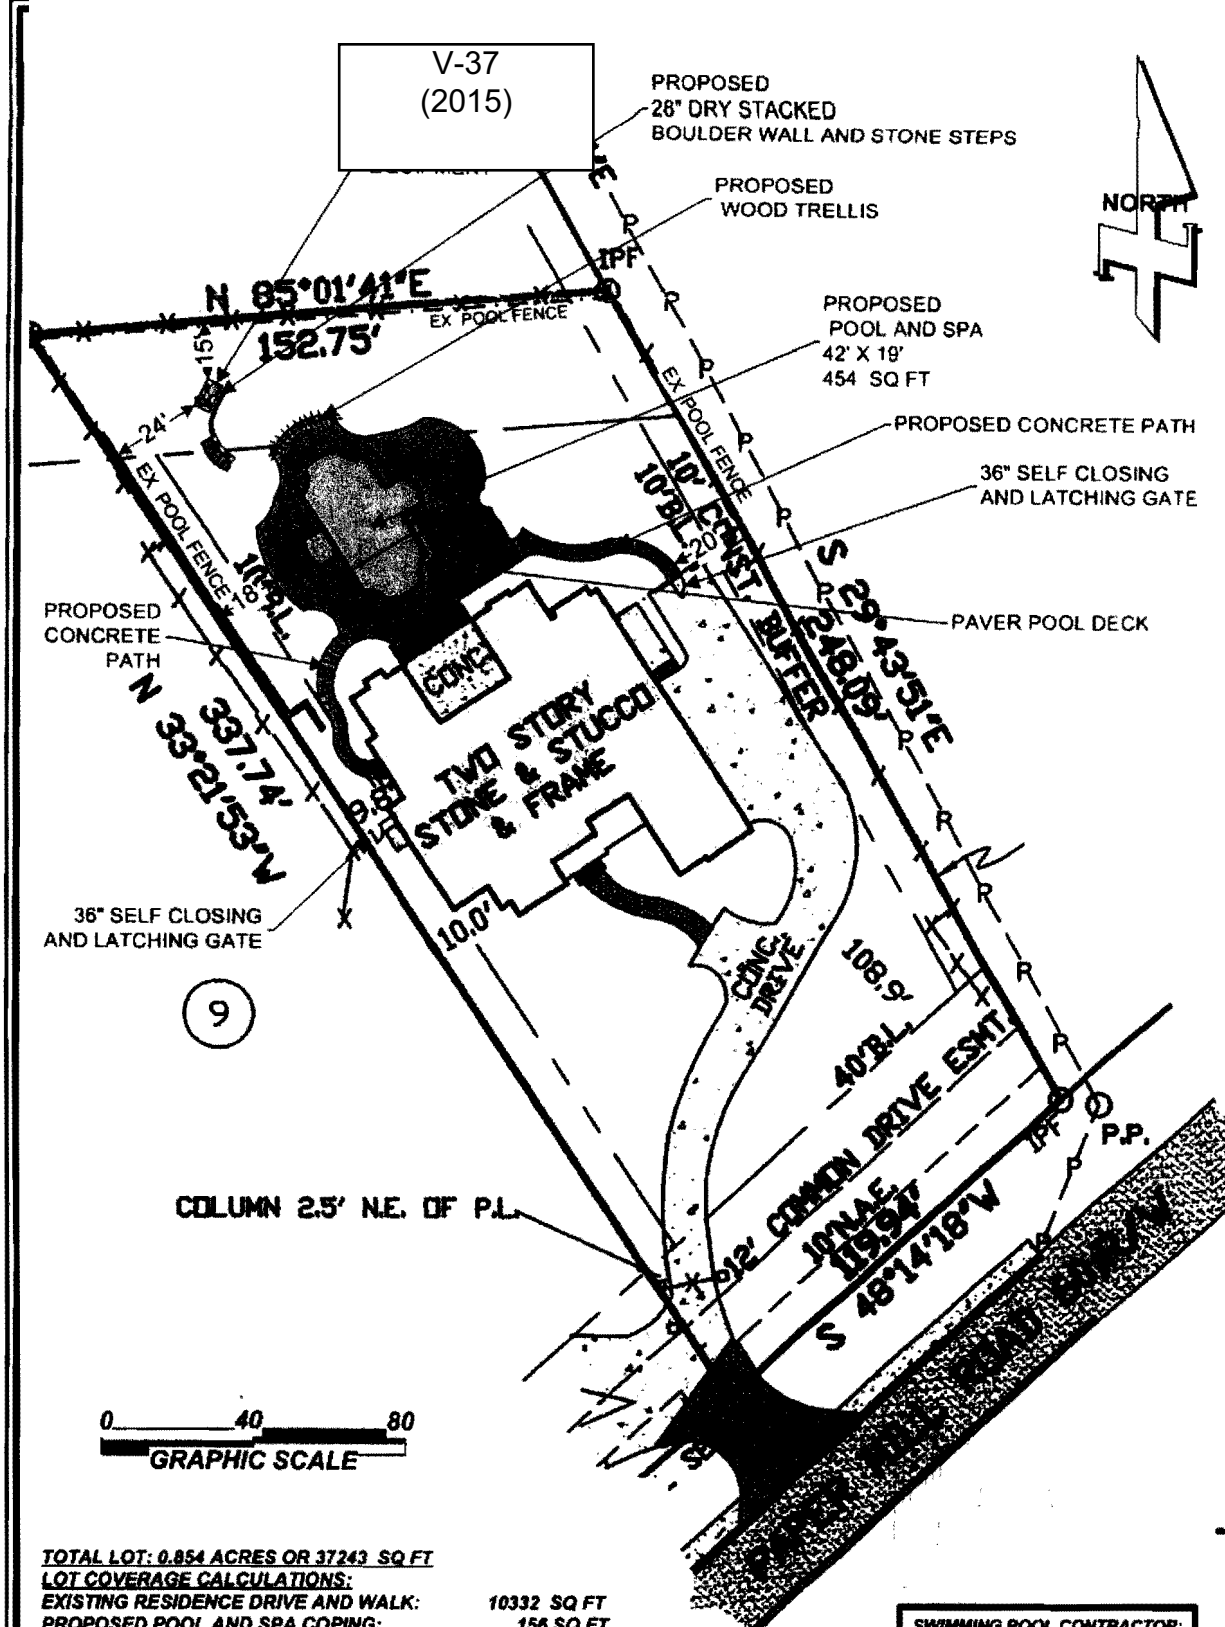 V-37
(2015)
PROPOSED
28" DRY STACKED
BOULDER WALL AND STONE STEPS
PROPOSED
WOOD TRELLIS
NORTH
IPF
N 85°01'41"E
EX POOL FENCE
152.75'
15'
24'
PROPOSED
POOL AND SPA
42' X 19'
454 SQ FT
EX POOL FENCE
PROPOSED CONCRETE PATH
36" SELF CLOSING
AND LATCHING GATE
EX POOL FENCE
10' CONST.
BUFFER
10'B.L.
20'
S 29°43'51"E
248.09'
10'B.L.
18'
PROPOSED
CONCRETE
PATH
PAVER POOL DECK
CONC.
N 33°21'53"W
337.74'
TWO STORY
STONE & STUCCO
& FRAME
9.8'
36" SELF CLOSING
AND LATCHING GATE
10.0'
CONC.
DRIVE
108.9'
9
40'B.L.
12' COMMON DRIVE ESMT.
10'N.A.E.
119.94'
S 48°14'18"W
IPF
P.P.
P
P
P
P
P
P
P
P
P
P
P
P
COLUMN 2.5' N.E. OF P.L.
PAPER MILL ROAD 60'R/W
0 40 80
GRAPHIC SCALE
TOTAL LOT: 0.854 ACRES OR 37243 SQ FT
LOT COVERAGE CALCULATIONS:
EXISTING RESIDENCE DRIVE AND WALK: 10332 SQ FT
PROPOSED POOL AND SPA COPING: 156 SQ FT
SWIMMING POOL CONTRACTOR: